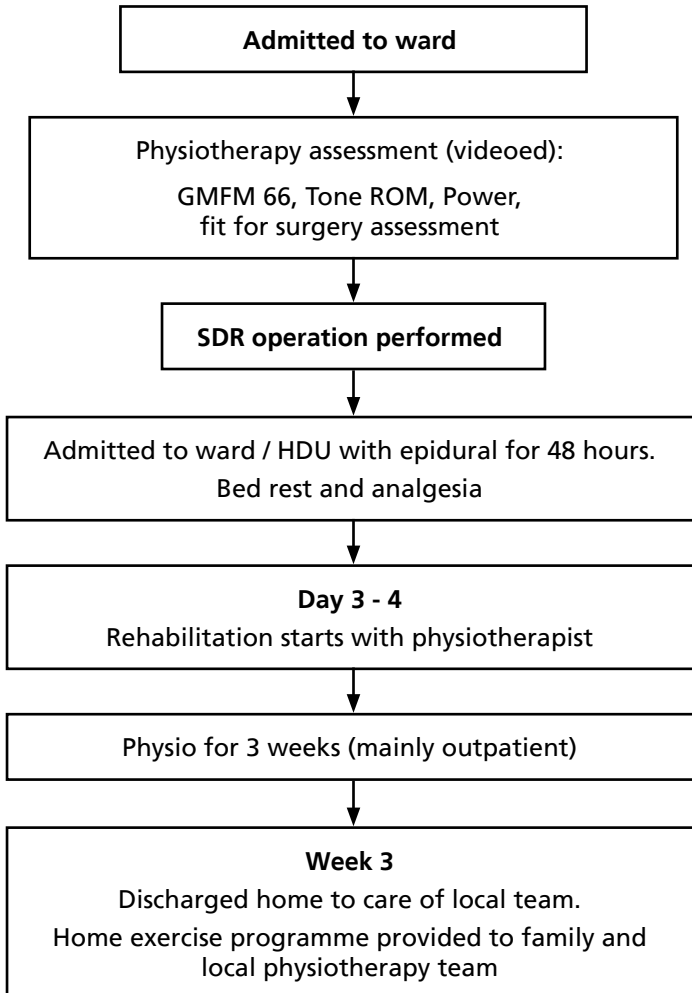 Admitted to ward
Physiotherapy assessment (videoed):
GMFM 66, Tone ROM, Power,
fit for surgery assessment
SDR operation performed
Admitted to ward / HDU with epidural for 48 hours.
Bed rest and analgesia
Day 3 - 4
Rehabilitation starts with physiotherapist
Physio for 3 weeks (mainly outpatient)
Week 3
Discharged home to care of local team.
Home exercise programme provided to family and
local physiotherapy team